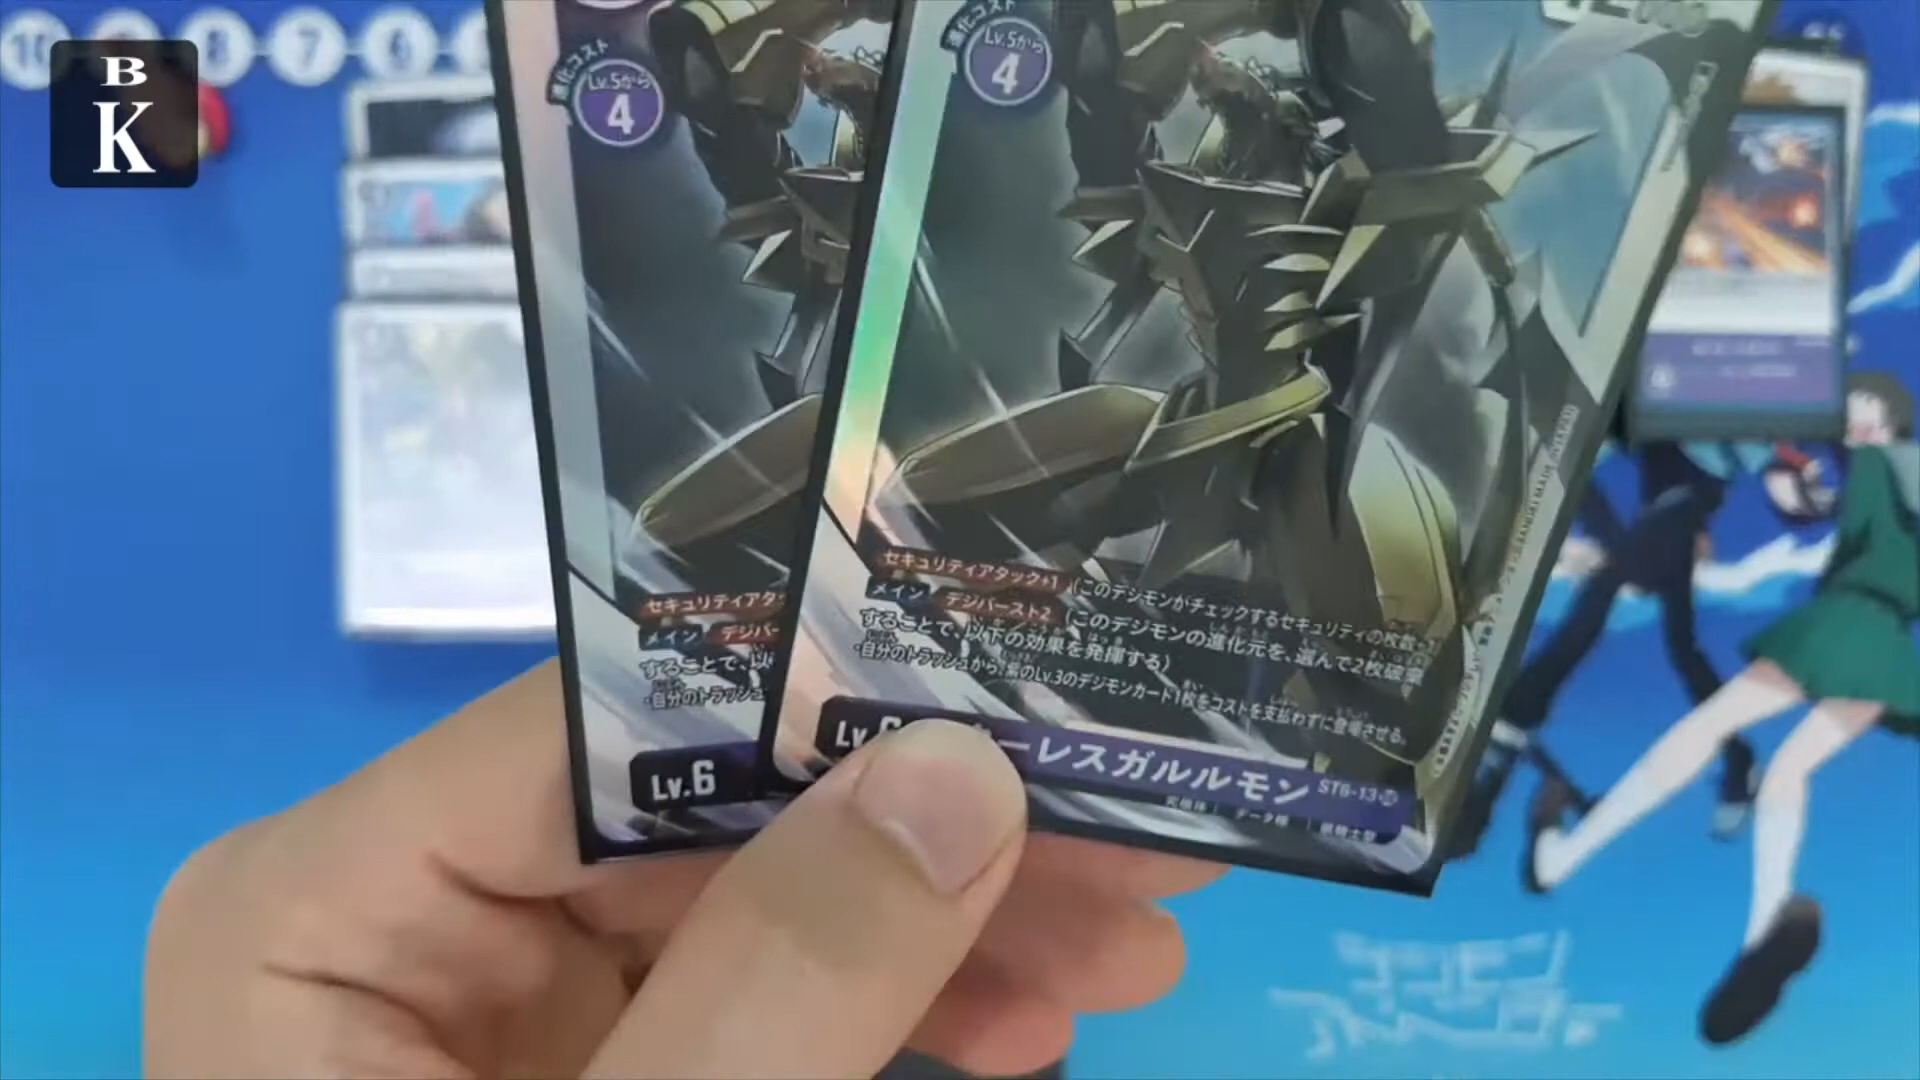 B
K
10
8
7
6
進化コスト
Lv.5から
4
進化コスト
Lv.5から
4
12000
セキュリティアタ
メイン デジバー
することで、以
・自分のトラッシュ
Lv.6
セキュリティアタック+1 (このデジモンがチェックするセキュリティの枚数+1
メイン デジバースト2 (このデジモンの進化元を、選んで2枚破棄
することで、以下の効果を発揮する)
・自分のトラッシュから、紫のLv.3のデジモンカード1枚をコストを支払わずに登場させる。
Lv.6
ーレスガルルモン ST6-13
究極体 データ種